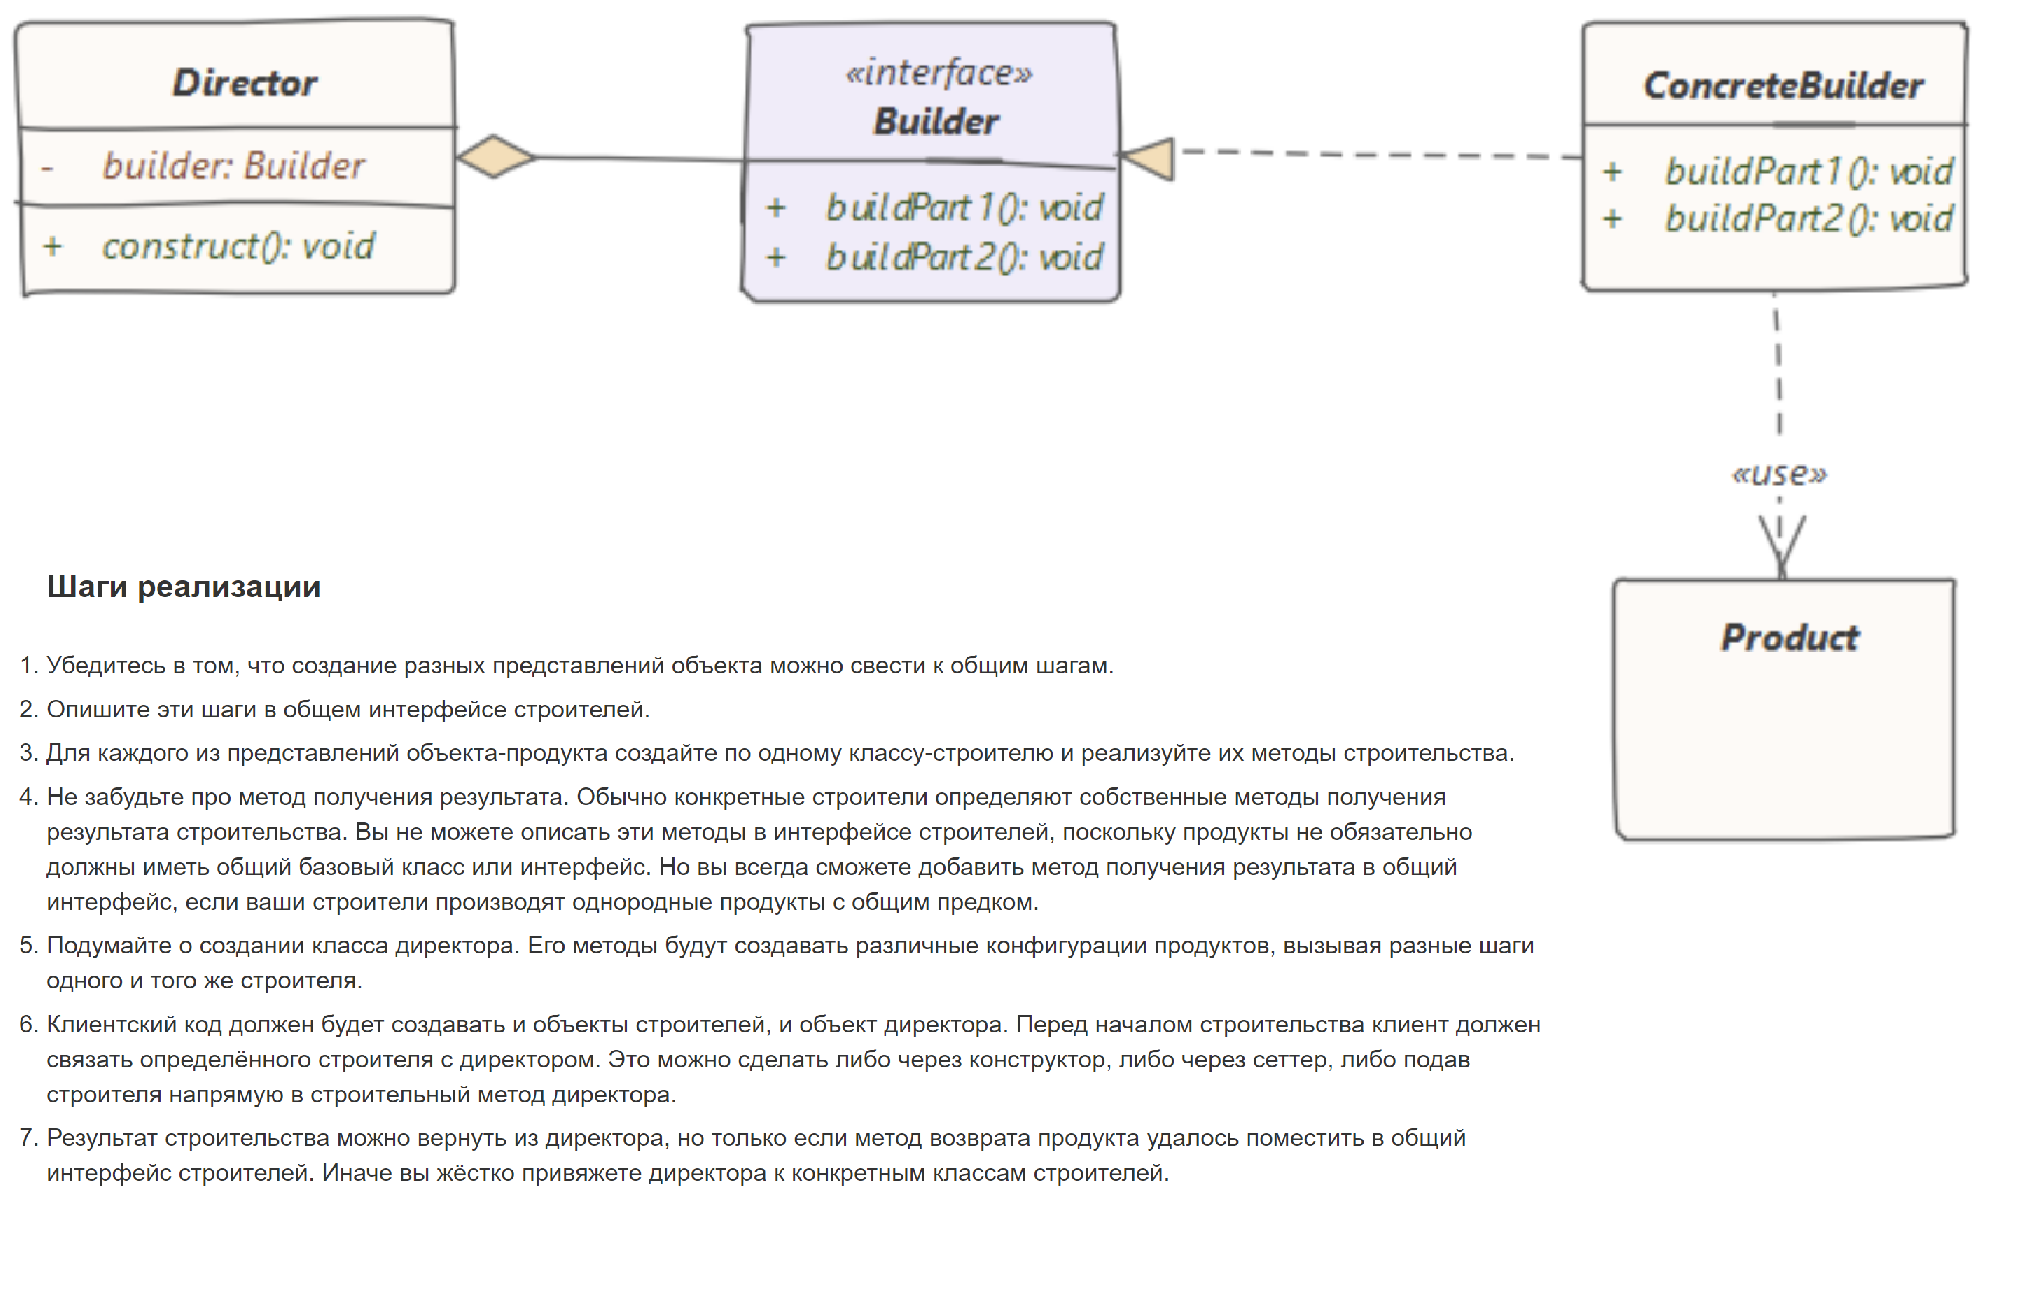 Director
- builder: Builder
+ construct(): void
«interface»
Builder
+ buildPart1(): void
+ buildPart2(): void
ConcreteBuilder
+ buildPart1(): void
+ buildPart2(): void
«use»
Product
Шаги реализации
1. Убедитесь в том, что создание разных представлений объекта можно свести к общим шагам.
2. Опишите эти шаги в общем интерфейсе строителей.
3. Для каждого из представлений объекта-продукта создайте по одному классу-строителю и реализуйте их методы строительства.
4. Не забудьте про метод получения результата. Обычно конкретные строители определяют собственные методы получения
результата строительства. Вы не можете описать эти методы в интерфейсе строителей, поскольку продукты не обязательно
должны иметь общий базовый класс или интерфейс. Но вы всегда сможете добавить метод получения результата в общий
интерфейс, если ваши строители производят однородные продукты с общим предком.
5. Подумайте о создании класса директора. Его методы будут создавать различные конфигурации продуктов, вызывая разные шаги
одного и того же строителя.
6. Клиентский код должен будет создавать и объекты строителей, и объект директора. Перед началом строительства клиент должен
связать определённого строителя с директором. Это можно сделать либо через конструктор, либо через сеттер, либо подав
строителя напрямую в строительный метод директора.
7. Результат строительства можно вернуть из директора, но только если метод возврата продукта удалось поместить в общий
интерфейс строителей. Иначе вы жёстко привяжете директора к конкретным классам строителей.